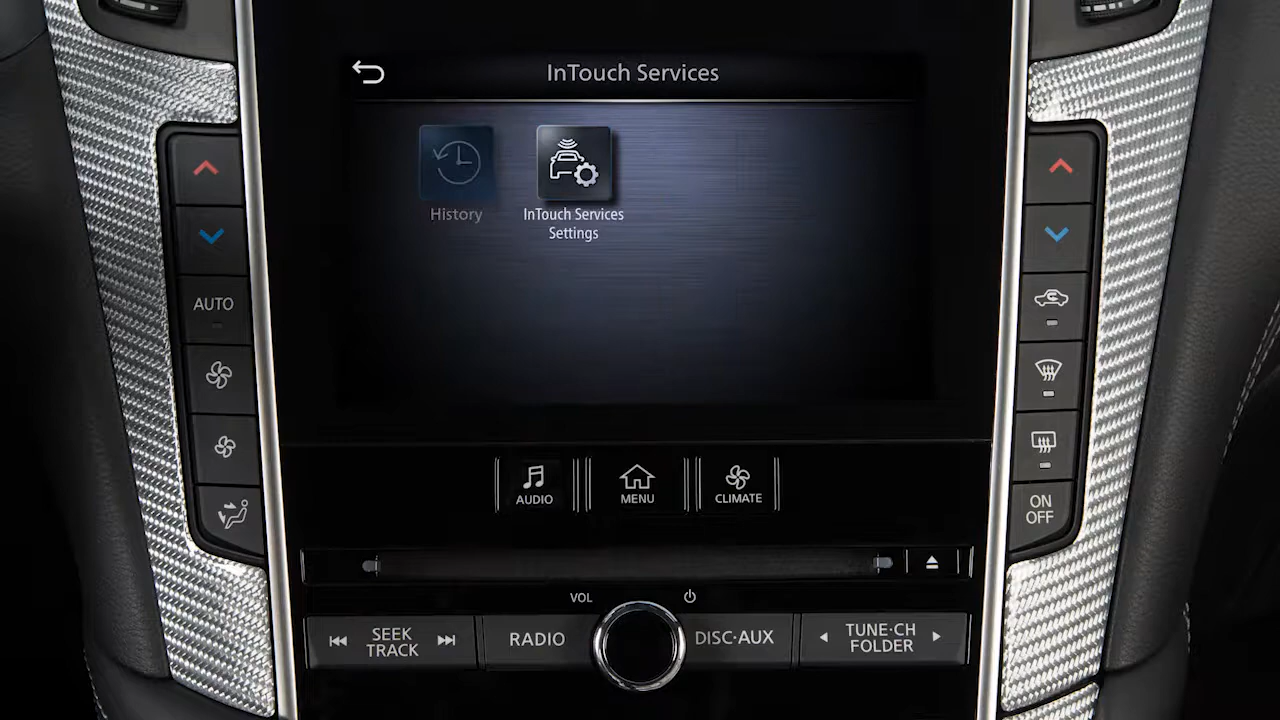 InTouch Services
History
InTouch Services
Settings
AUTO
ON
OFF
AUDIO
MENU
CLIMATE
VOL
SEEK
TRACK
RADIO
DISC·AUX
TUNE·CH
FOLDER